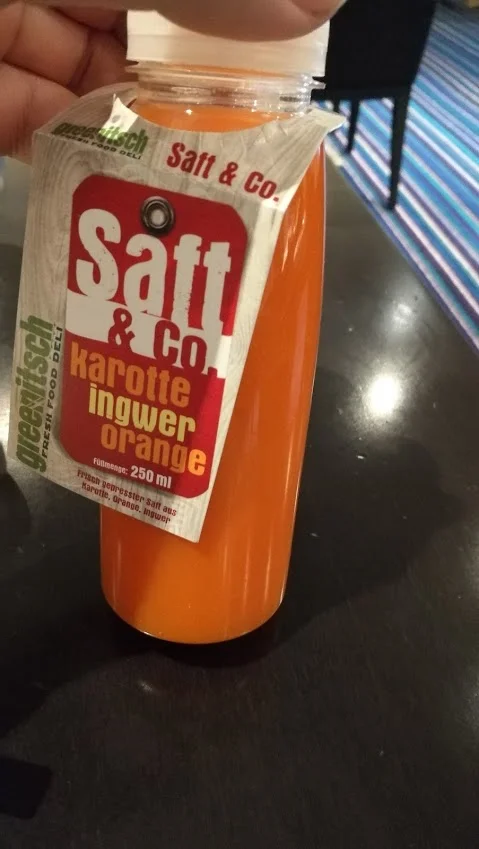 greenitsch
FRESH FOOD DELI
Saft & Co.
Saft
& Co.
karotte
ingwer
orange
Füllmenge: 250 ml
Frisch gepresster Saft aus
Karotte, Orange, Ingwer
greenitsch
FRESH FOOD DELI